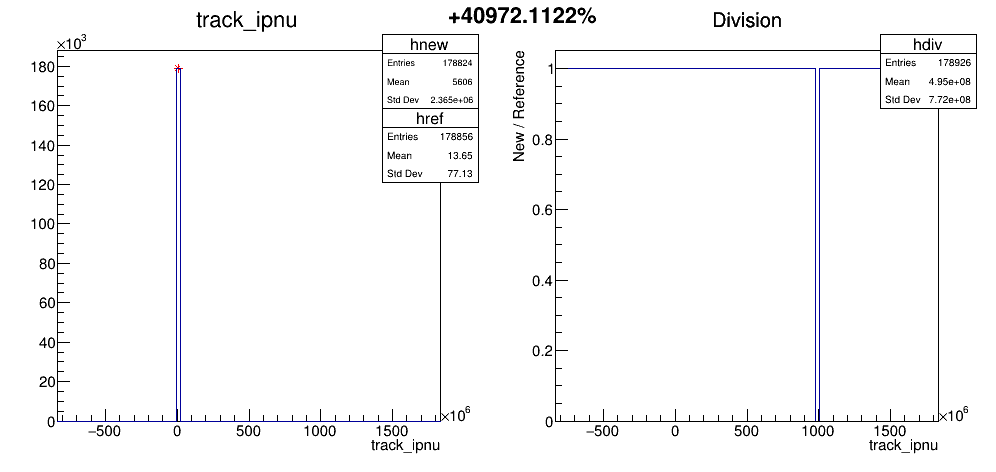 +40972.1122%
track_ipnu
×10³
hnew
Entries 178824
Mean 5606
Std Dev 2.365e+06
href
Entries 178856
Mean 13.65
Std Dev 77.13
180
160
140
120
100
80
60
40
20
0
−500 0 500 1000 1500
×10⁶
track_ipnu
Division
hdiv
Entries 178926
Mean 4.95e+08
Std Dev 7.72e+08
New / Reference
1
0.8
0.6
0.4
0.2
0
−500 0 500 1000 1500
×10⁶
track_ipnu